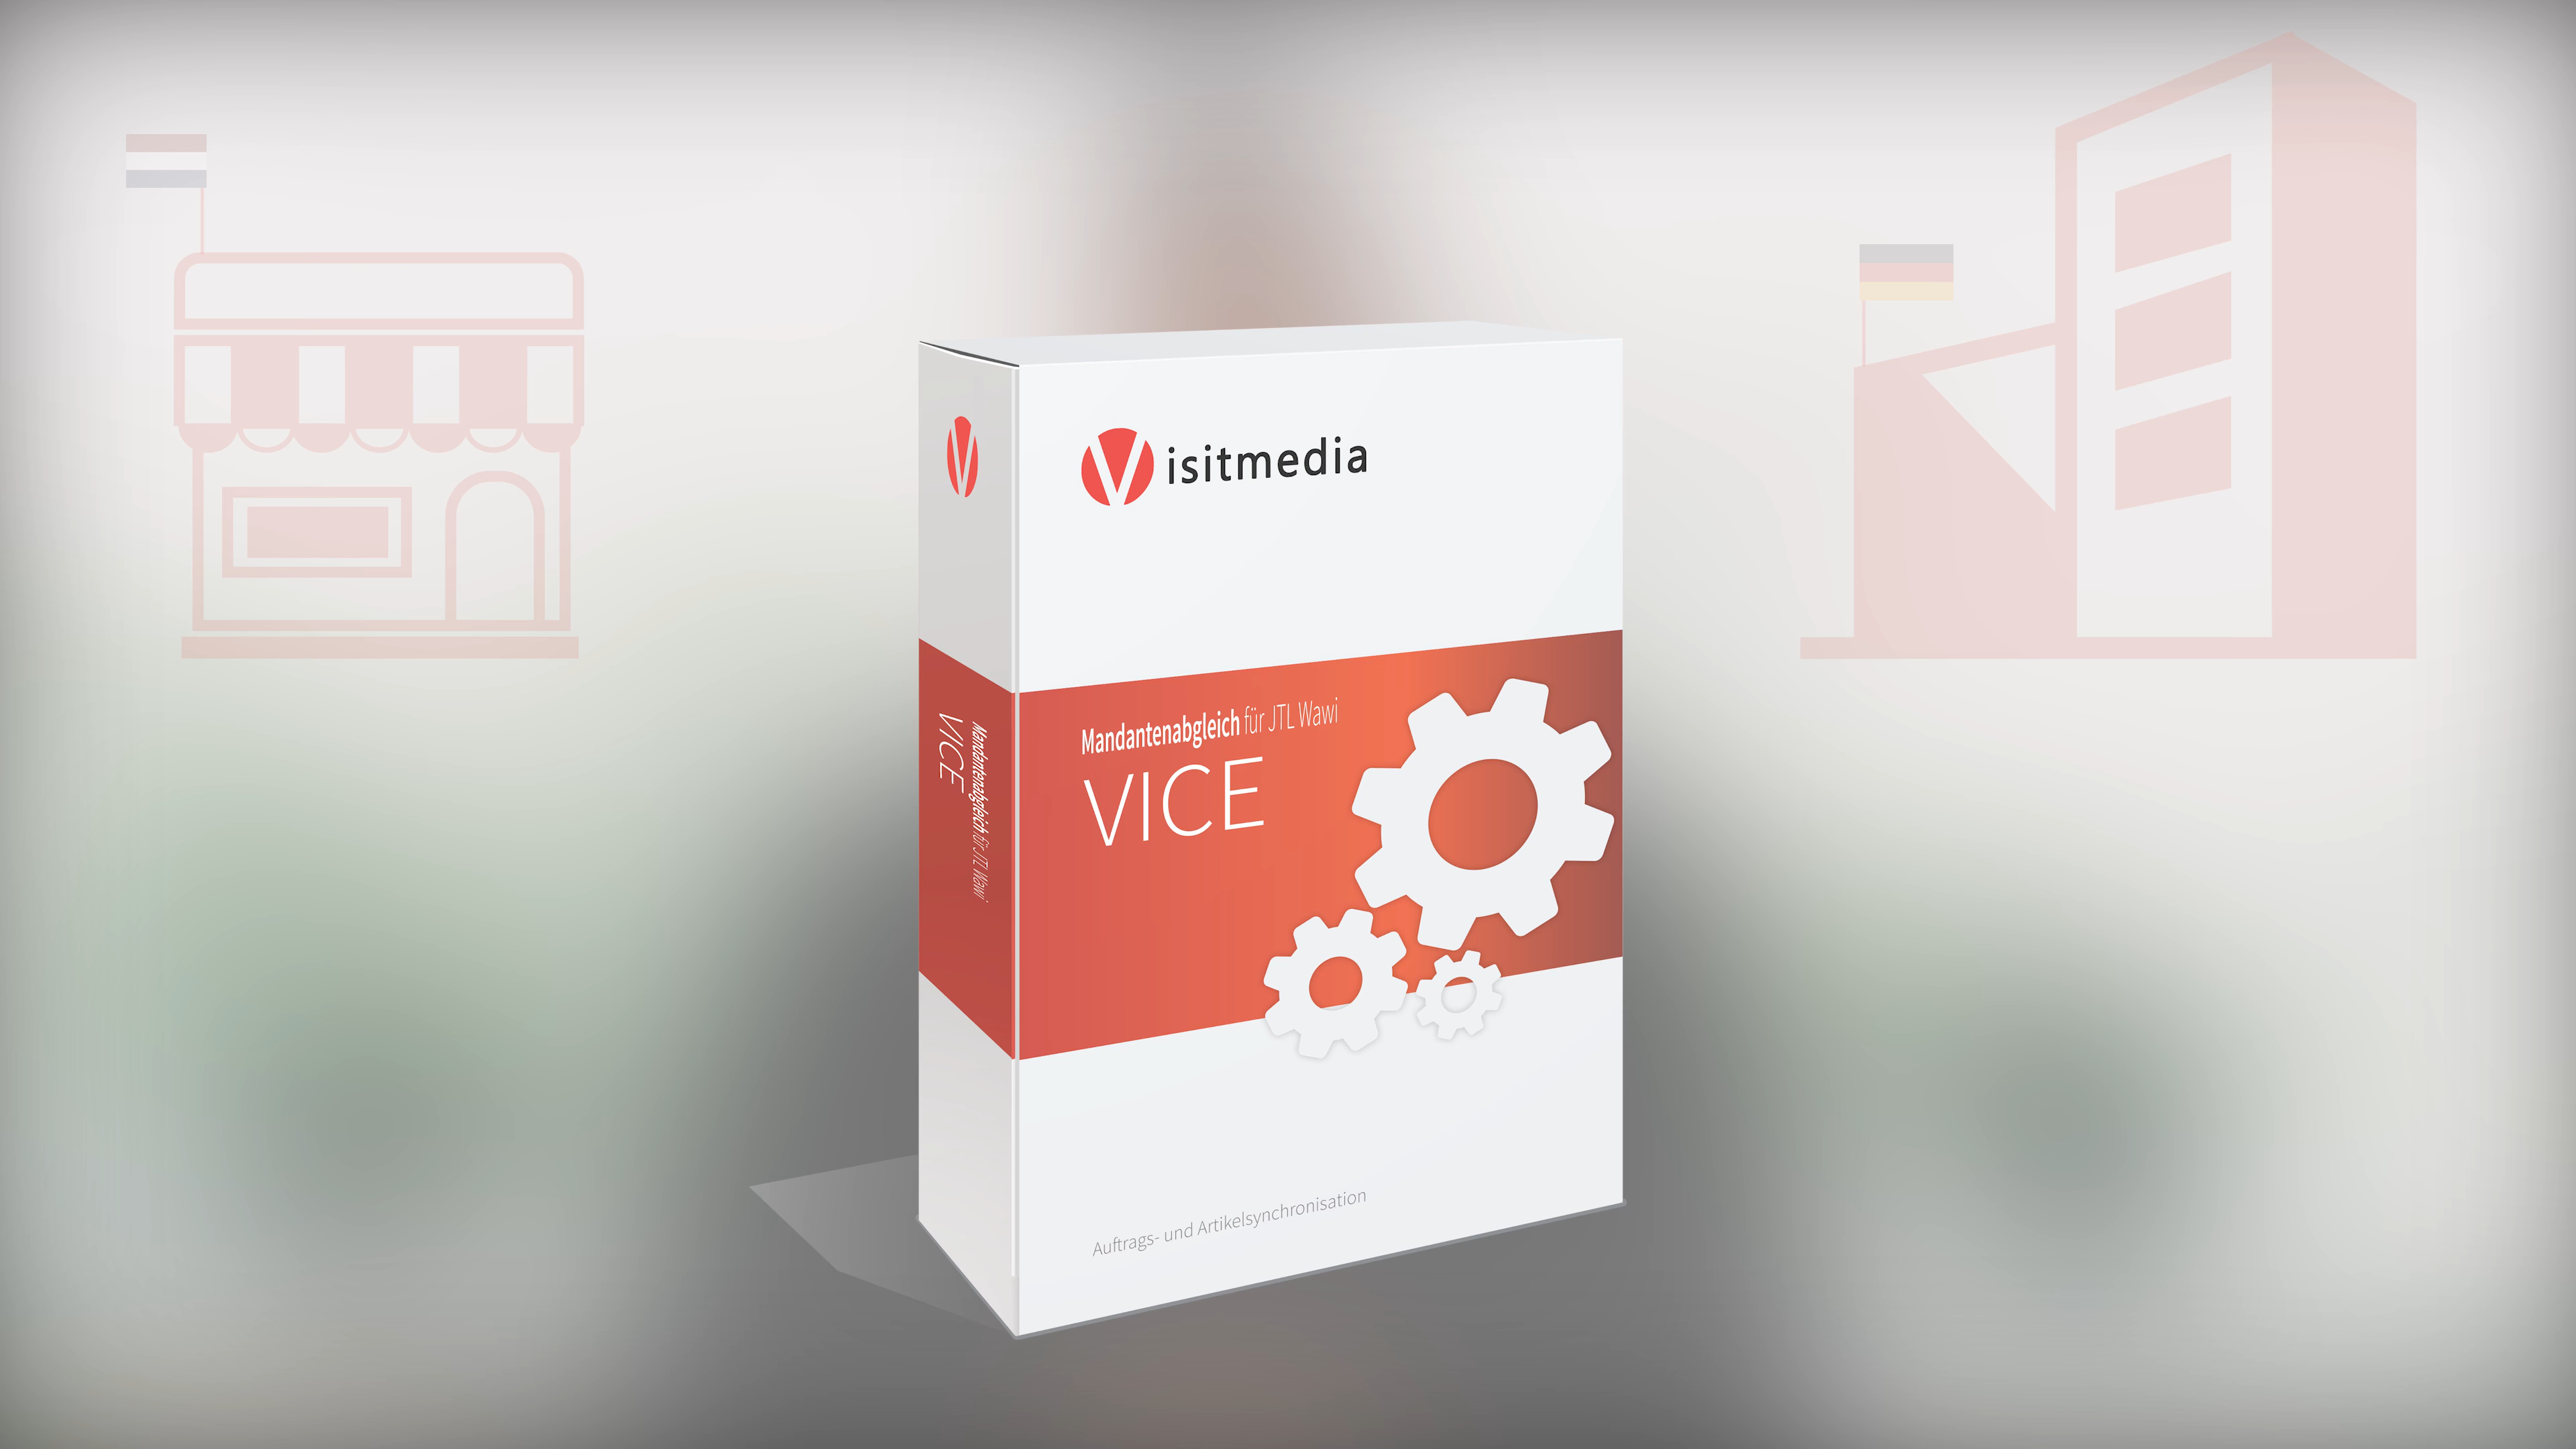 Visitmedia
Mandantenabgleich für JTL Wawi
VICE
Auftrags- und Artikelsynchronisation
V
Mandantenabgleich für JTL Wawi
VICE